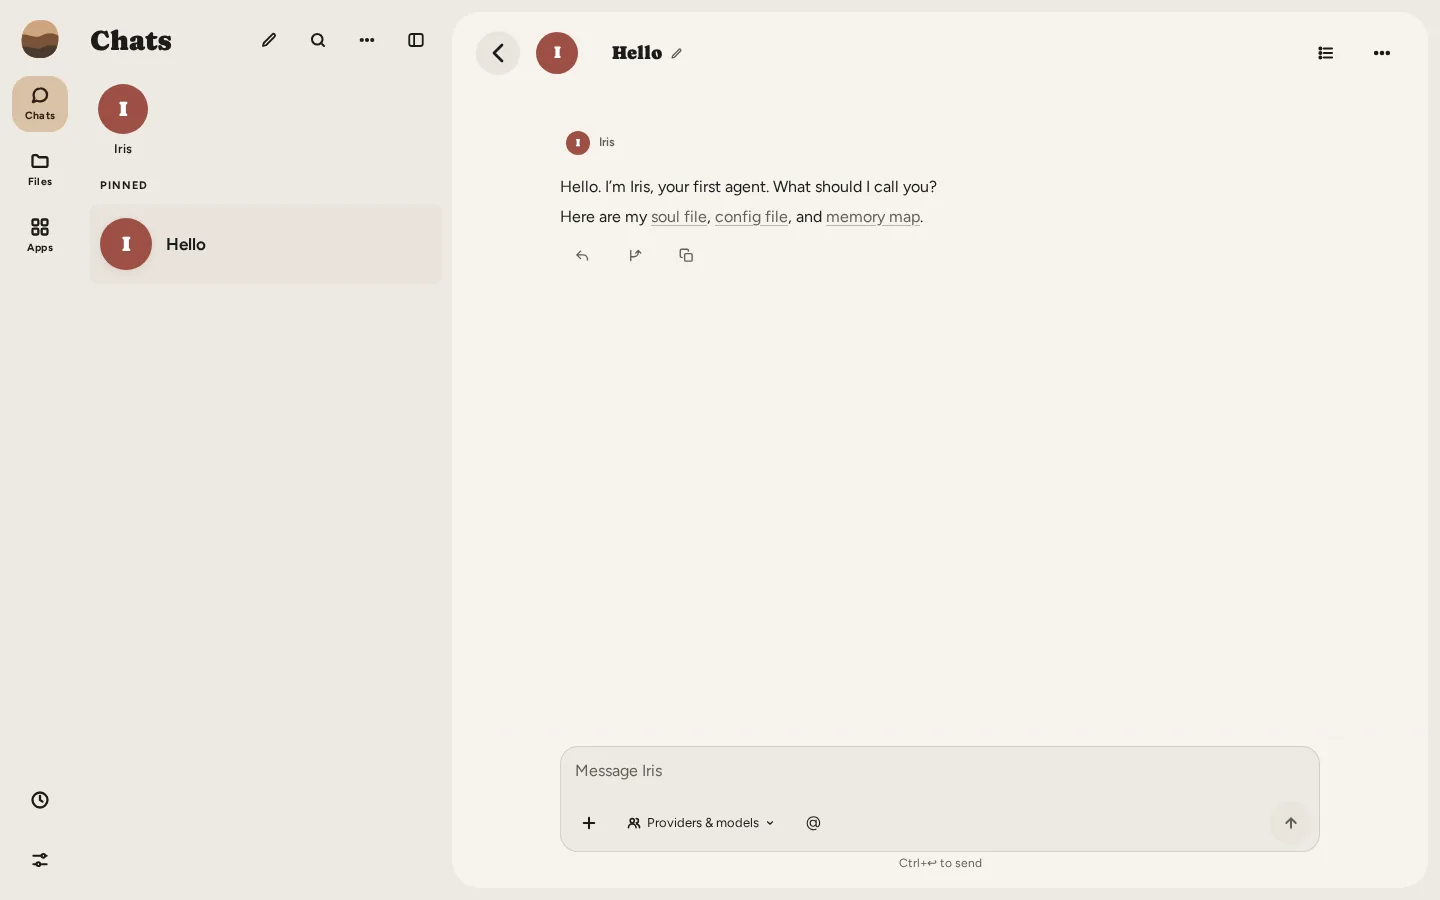 Chats
Chats
Files
Apps
I
Iris
PINNED
I
Hello
I
Hello
I
Iris
Hello. I’m Iris, your first agent. What should I call you?
Here are my soul file, config file, and memory map.
Message Iris
Providers & models
@
Ctrl+↩ to send